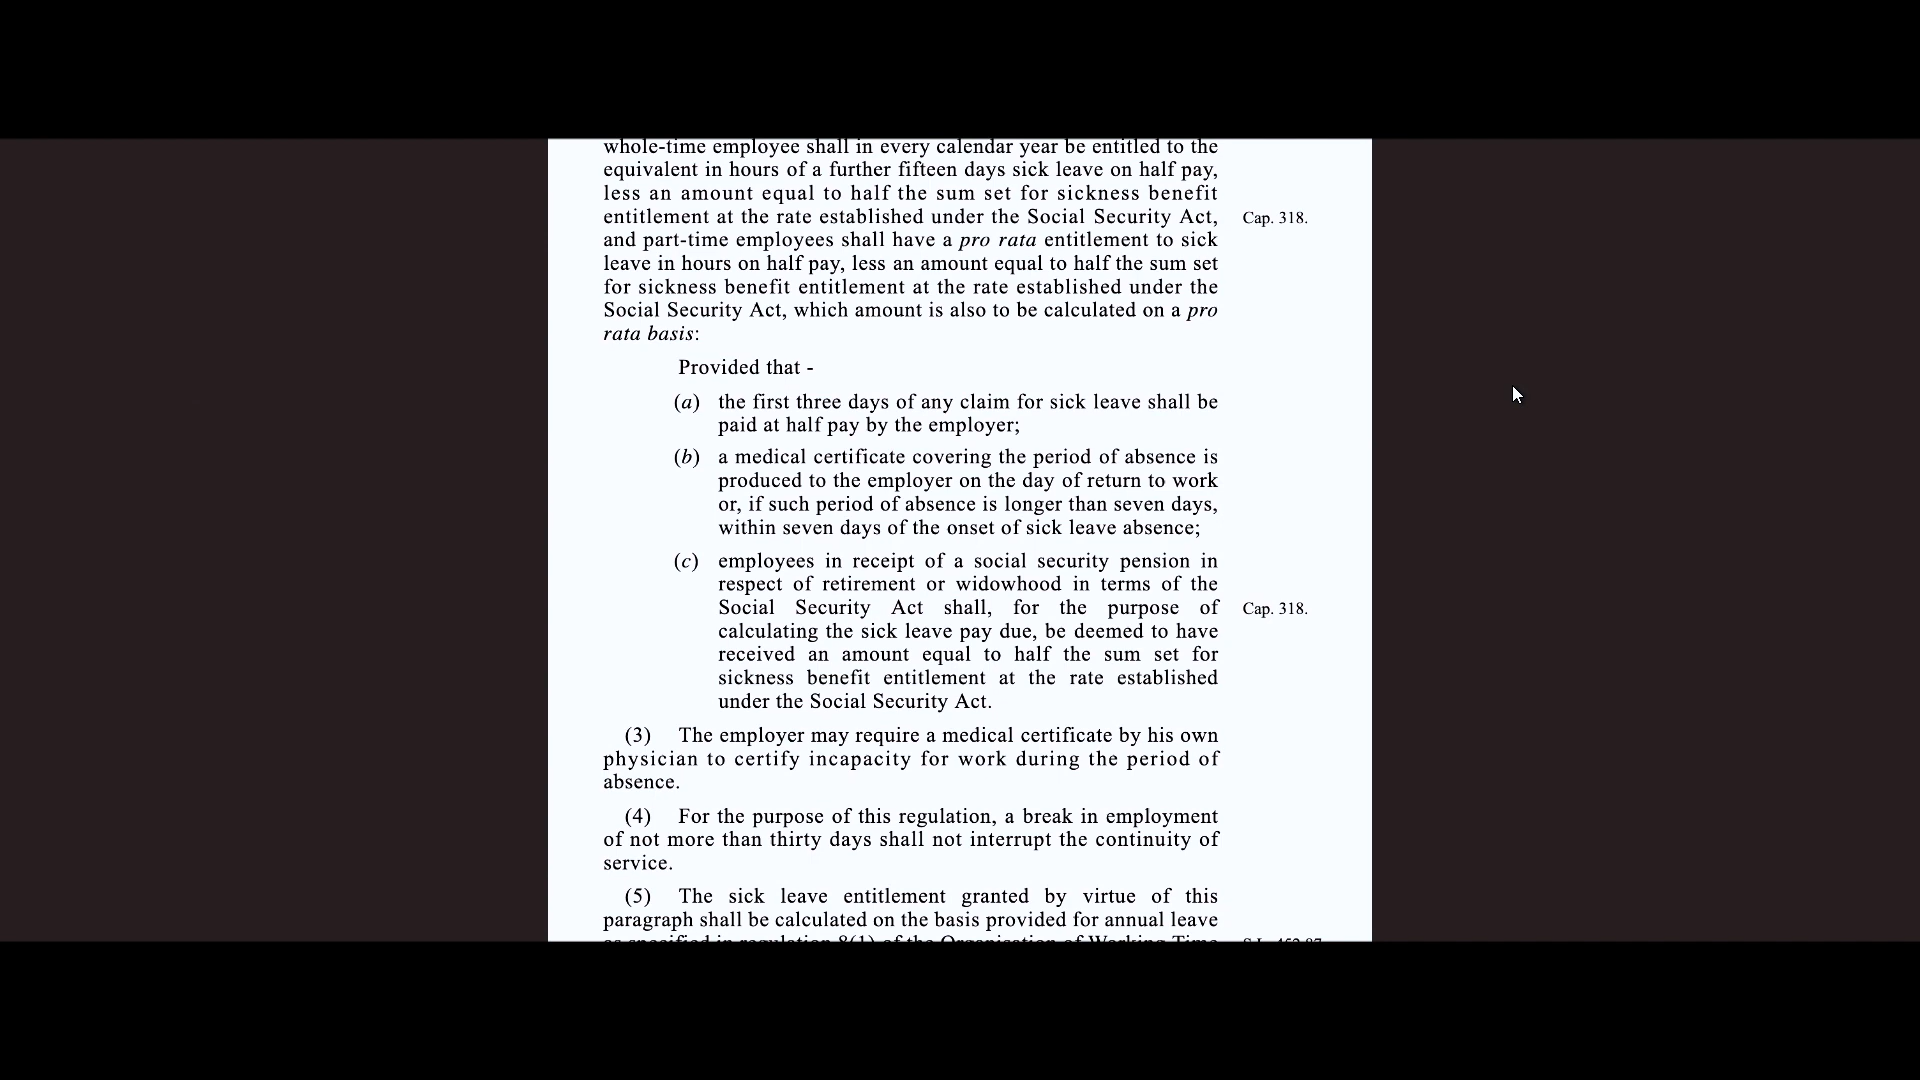 whole-time employee shall in every calendar year be entitled to the
equivalent in hours of a further fifteen days sick leave on half pay,
less an amount equal to half the sum set for sickness benefit
entitlement at the rate established under the Social Security Act, Cap. 318.
and part-time employees shall have a pro rata entitlement to sick
leave in hours on half pay, less an amount equal to half the sum set
for sickness benefit entitlement at the rate established under the
Social Security Act, which amount is also to be calculated on a pro
rata basis:
Provided that -
(a) the first three days of any claim for sick leave shall be
paid at half pay by the employer;
(b) a medical certificate covering the period of absence is
produced to the employer on the day of return to work
or, if such period of absence is longer than seven days,
within seven days of the onset of sick leave absence;
(c) employees in receipt of a social security pension in
respect of retirement or widowhood in terms of the
Social Security Act shall, for the purpose of Cap. 318.
calculating the sick leave pay due, be deemed to have
received an amount equal to half the sum set for
sickness benefit entitlement at the rate established
under the Social Security Act.
(3) The employer may require a medical certificate by his own
physician to certify incapacity for work during the period of
absence.
(4) For the purpose of this regulation, a break in employment
of not more than thirty days shall not interrupt the continuity of
service.
(5) The sick leave entitlement granted by virtue of this
paragraph shall be calculated on the basis provided for annual leave
as specified in regulation 8(1) of the Organisation of Working Time